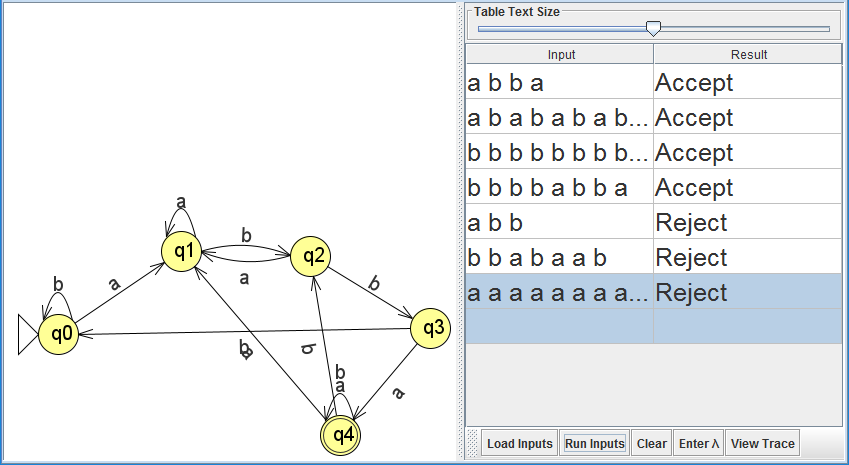 Table Text Size
Input Result
a b b a Accept
a b a b a b a b... Accept
b b b b b b b b... Accept
b b b b a b b a Accept
a b b Reject
b b a b a a b Reject
a a a a a a a a... Reject
a
q1
b
q2
a
b
a
b
q0
q3
b
b
b
a
a
q4
Load Inputs Run Inputs Clear Enter λ View Trace